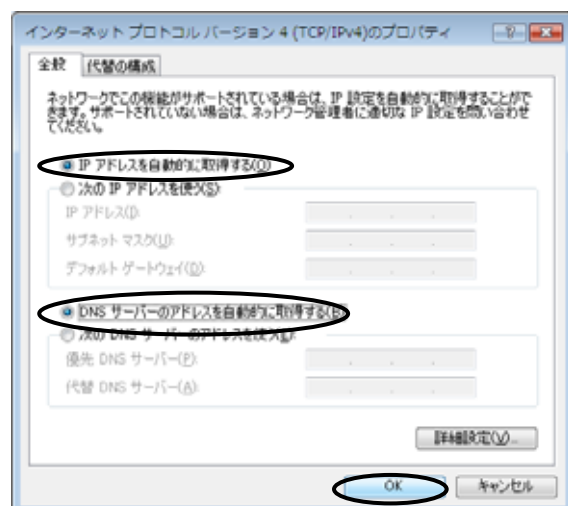 インターネット プロトコル バージョン 4 (TCP/IPv4)のプロパティ
全般 代替の構成
ネットワークでこの機能がサポートされている場合は、IP 設定を自動的に取得することがで
きます。サポートされていない場合は、ネットワーク管理者に適切な IP 設定を問い合わせ
てください。
IP アドレスを自動的に取得する(O)
次の IP アドレスを使う(S):
IP アドレス(I):
サブネット マスク(U):
デフォルト ゲートウェイ(D):
DNS サーバーのアドレスを自動的に取得する(B)
次の DNS サーバーのアドレスを使う(E):
優先 DNS サーバー(P):
代替 DNS サーバー(A):
詳細設定(V)...
OK キャンセル